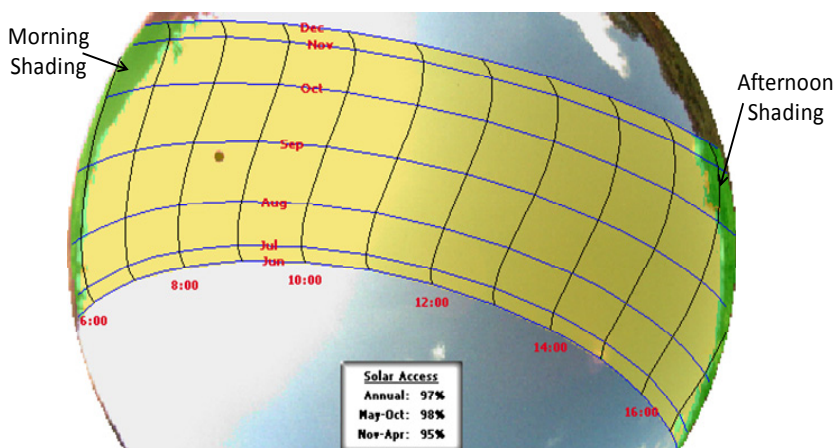 Morning
Shading
Dec
Nov
Oct
Afternoon
Shading
Sep
Aug
Jul
Jun
6:00
8:00
10:00
12:00
14:00
16:00
Solar Access
Annual: 97%
May-Oct: 98%
Nov-Apr: 95%